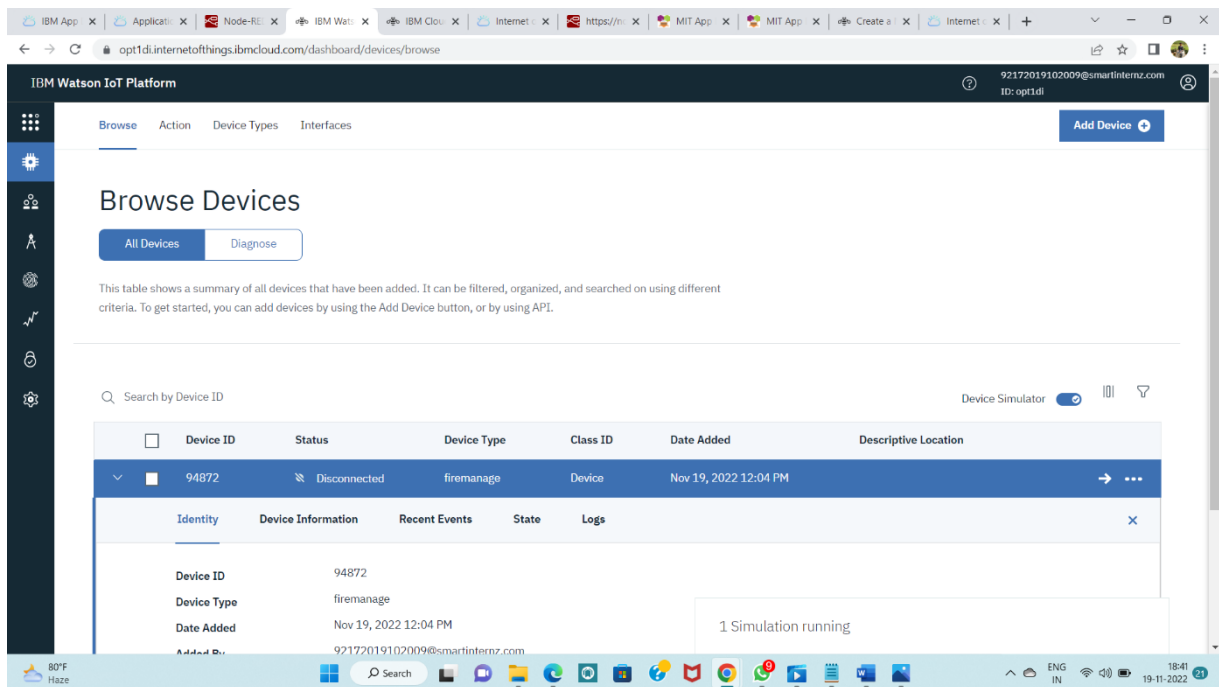 IBM App
Applicatic
Node-RE
IBM Wats
IBM Clou
Internet c
https://nc
MIT App
MIT App
Create a l
Internet c
opt1di.internetofthings.ibmcloud.com/dashboard/devices/browse
IBM Watson IoT Platform
92172019102009@smartinternz.com
ID: opt1di
Browse Action Device Types Interfaces
Add Device
Browse Devices
All Devices Diagnose
This table shows a summary of all devices that have been added. It can be filtered, organized, and searched on using different
criteria. To get started, you can add devices by using the Add Device button, or by using API.
Search by Device ID
Device Simulator
Device ID Status Device Type Class ID Date Added Descriptive Location
94872 Disconnected firemanage Device Nov 19, 2022 12:04 PM
Identity Device Information Recent Events State Logs
Device ID 94872
Device Type firemanage
Date Added Nov 19, 2022 12:04 PM
Added By 92172019102009@smartinternz.com
1 Simulation running
80°F
Haze
Search
9
ENG
IN
18:41
19-11-2022
21